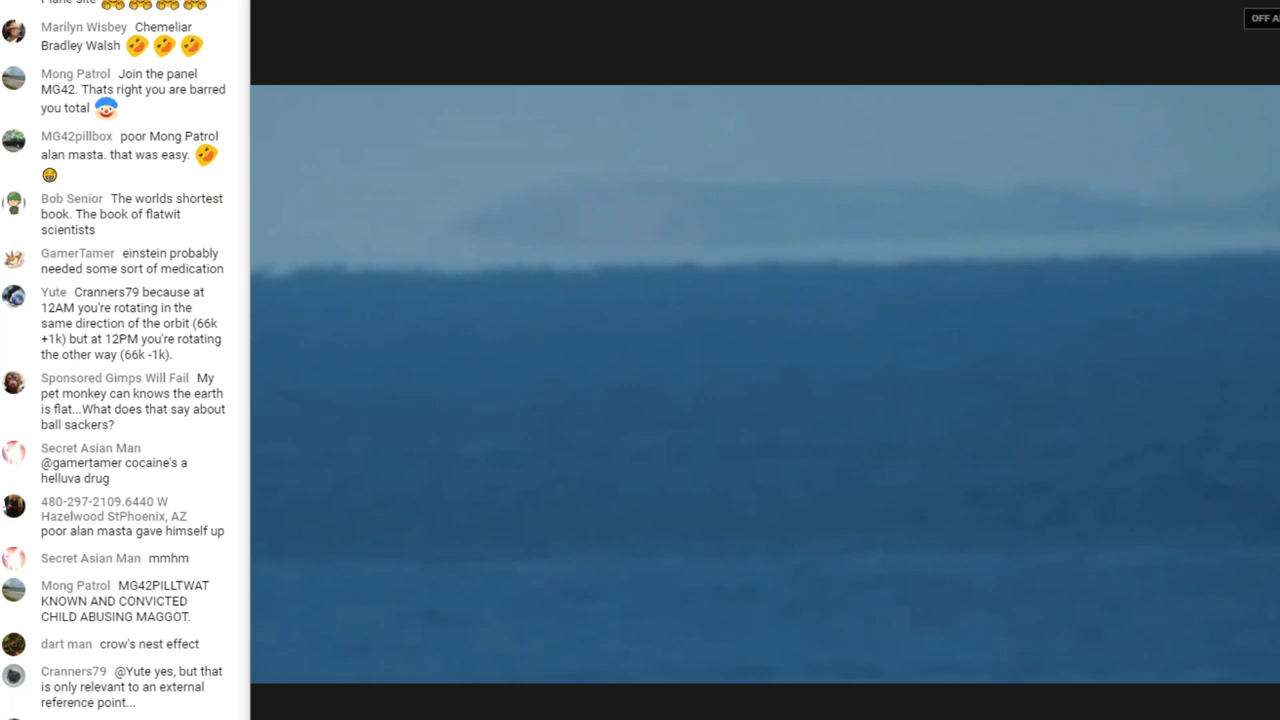 Plane site
Marilyn Wisbey Chemeliar
Bradley Walsh
Mong Patrol Join the panel
MG42. Thats right you are barred
you total
MG42pillbox poor Mong Patrol
alan masta. that was easy.
Bob Senior The worlds shortest
book. The book of flatwit
scientists
GamerTamer einstein probably
needed some sort of medication
Yute Cranners79 because at
12AM you're rotating in the
same direction of the orbit (66k
+1k) but at 12PM you're rotating
the other way (66k -1k).
Sponsored Gimps Will Fail My
pet monkey can knows the earth
is flat...What does that say about
ball sackers?
Secret Asian Man
@gamertamer cocaine's a
helluva drug
480-297-2109.6440 W
Hazelwood StPhoenix, AZ
poor alan masta gave himself up
Secret Asian Man mmhm
Mong Patrol MG42PILLTWAT
KNOWN AND CONVICTED
CHILD ABUSING MAGGOT.
dart man crow's nest effect
Cranners79 @Yute yes, but that
is only relevant to an external
reference point...
OFF A